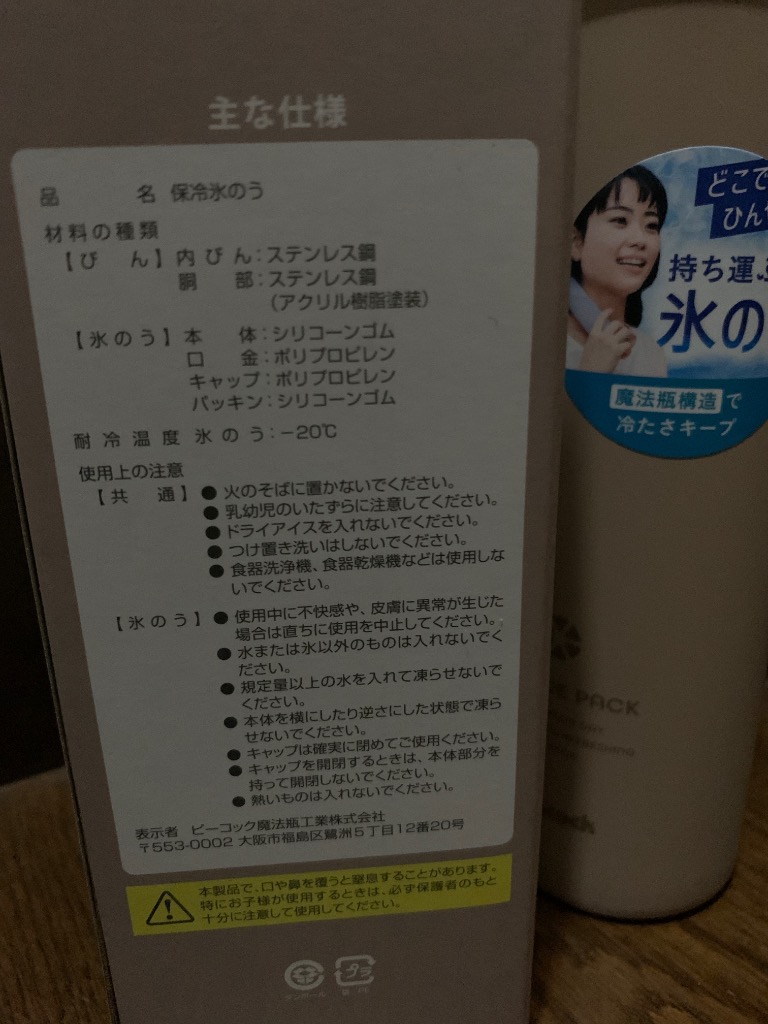 主な仕様
品 名 保冷氷のう
材料の種類
【び ん】内びん：ステンレス鋼
胴 部：ステンレス鋼
（アクリル樹脂塗装）
【氷のう】本 体：シリコーンゴム
口 金：ポリプロピレン
キャップ：ポリプロピレン
パッキン：シリコーンゴム
耐冷温度 氷のう：−20℃
使用上の注意
【共 通】●火のそばに置かないでください。
●乳幼児のいたずらに注意してください。
●ドライアイスを入れないでください。
●つけ置き洗いはしないでください。
●食器洗浄機、食器乾燥機などは使用しな
いでください。
【氷のう】●使用中に不快感や、皮膚に異常が生じた
場合は直ちに使用を中止してください。
●水または氷以外のものは入れないでく
ださい。
●規定量以上の水を入れて凍らせないで
ください。
●本体を横にしたり逆さにした状態で凍ら
せないでください。
●キャップは確実に閉めてご使用ください。
●キャップを開閉するときは、本体部分を
持って開閉しないでください。
●熱いものは入れないでください。
表示者 ピーコック魔法瓶工業株式会社
〒553-0002 大阪市福島区鷺洲5丁目12番20号
本製品で、口や鼻を覆うと窒息することがあります。
特にお子様が使用するときは、必ず保護者のもと
十分に注意して使用してください。
どこで
ひん
持ち運
氷の
魔法瓶構造で
冷たさキープ
PACK